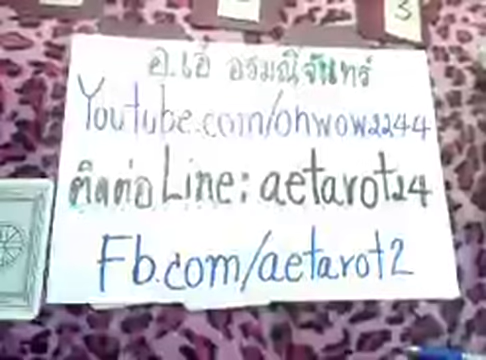 3
อ.เอ้ อรมณีจันทร์
Youtube.com/ohwow2244
ติดต่อ Line: aetarot24
Fb.com/aetarot2